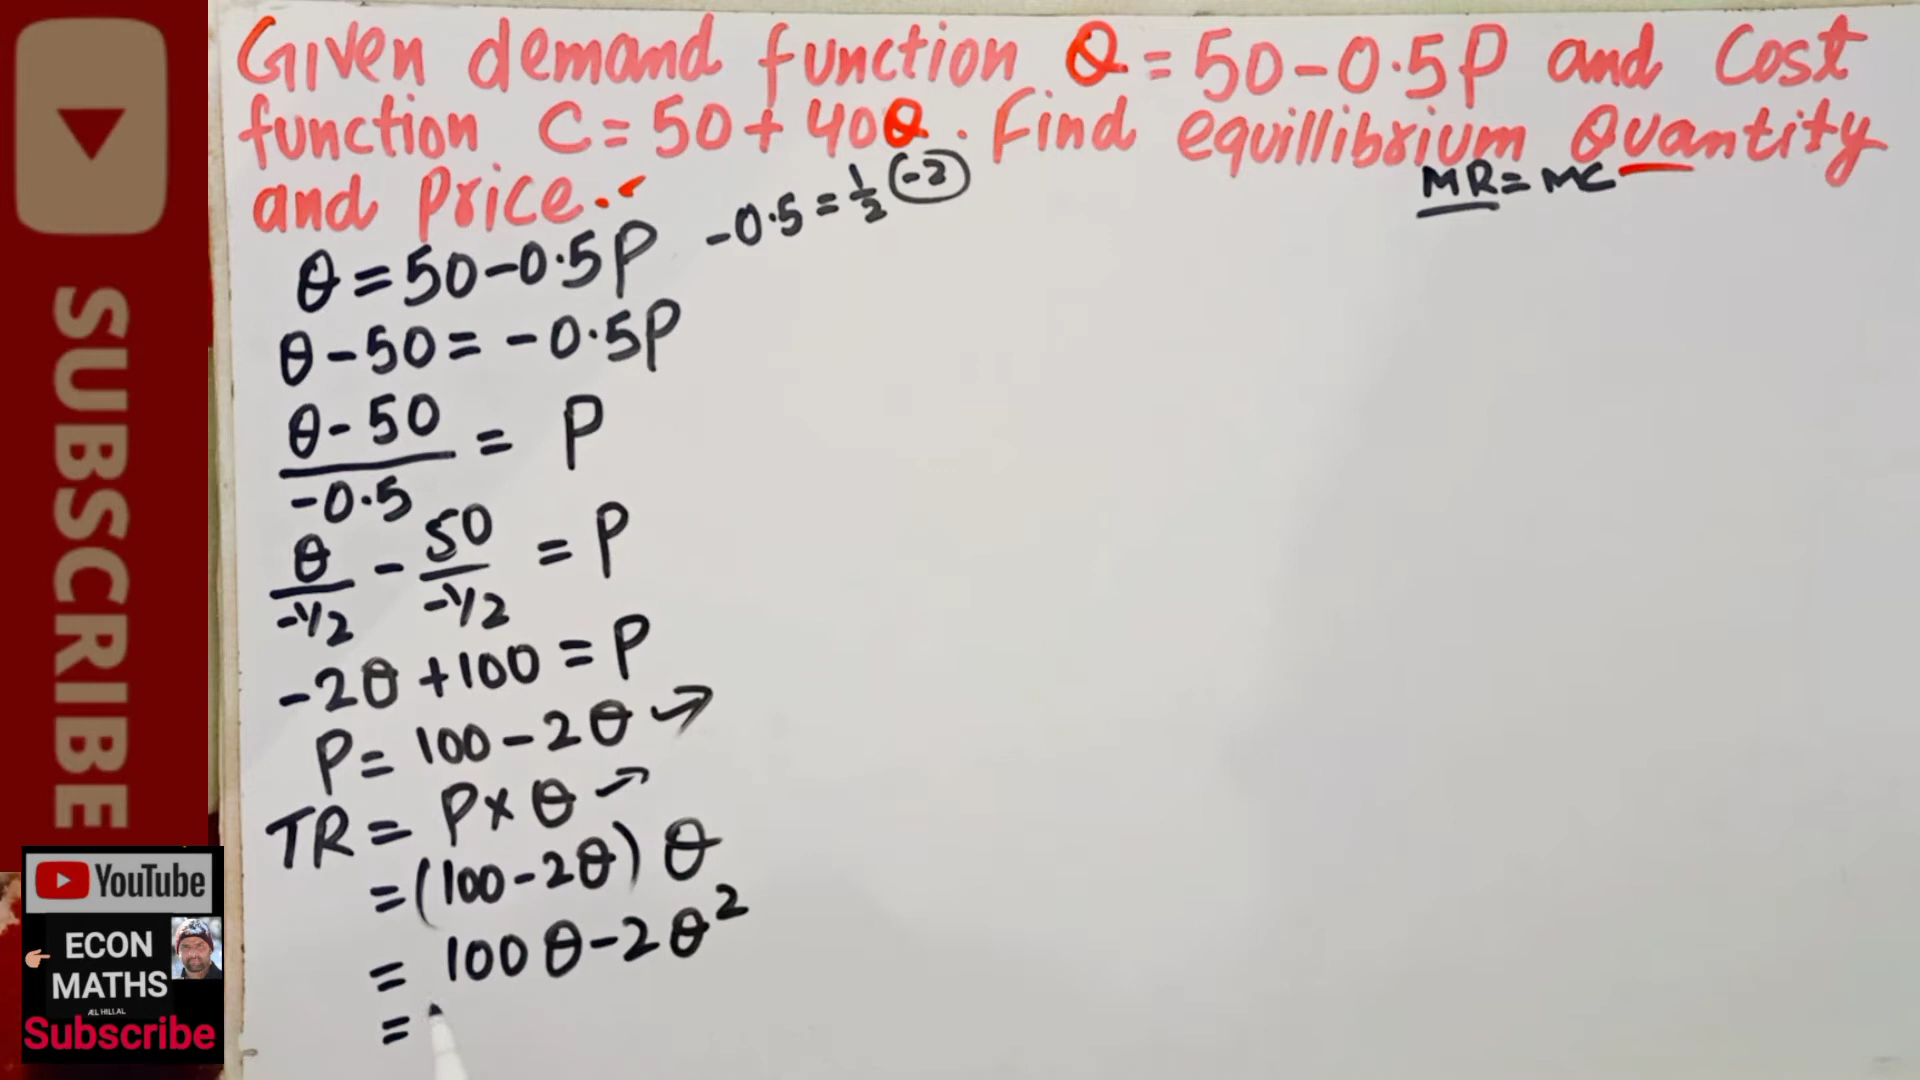 Given demand function Q = 50 - 0.5P and Cost
function C = 50 + 40Q. Find equillibrium Quantity
and Price.
MR = MC
-0.5 = 1/2 (-2)
Q = 50 - 0.5P
Q - 50 = -0.5P
Q - 50 / -0.5 = P
Q / -1/2 - 50 / -1/2 = P
-2Q + 100 = P
P = 100 - 2Q →
TR = P × Q →
= (100 - 2Q) Q
= 100Q - 2Q²
=
SUBSCRIBE
YouTube
ECON
MATHS
ÆL HILLAL
Subscribe